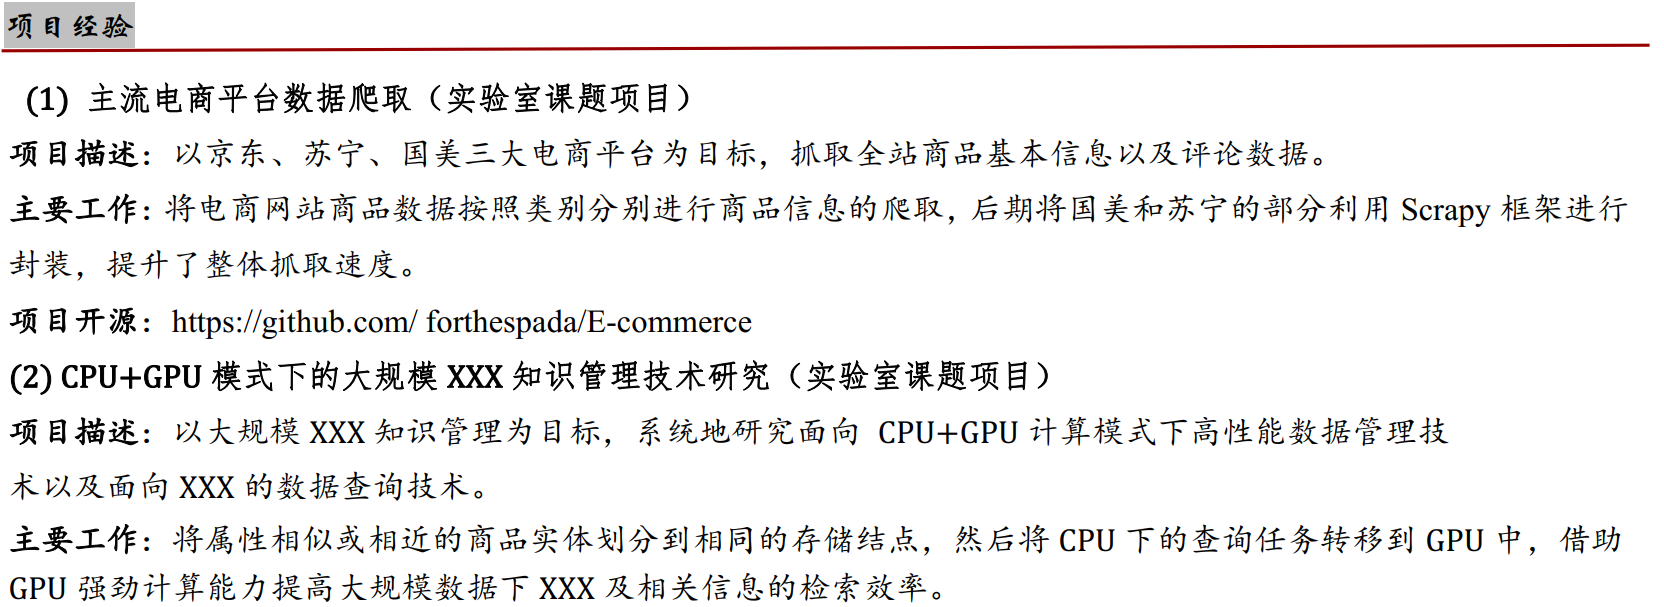 项目经验
(1) 主流电商平台数据爬取（实验室课题项目）
项目描述：以京东、苏宁、国美三大电商平台为目标，抓取全站商品基本信息以及评论数据。
主要工作：将电商网站商品数据按照类别分别进行商品信息的爬取，后期将国美和苏宁的部分利用 Scrapy 框架进行
封装，提升了整体抓取速度。
项目开源：https://github.com/ forthespada/E-commerce
(2) CPU+GPU 模式下的大规模 XXX 知识管理技术研究（实验室课题项目）
项目描述：以大规模 XXX 知识管理为目标，系统地研究面向 CPU+GPU 计算模式下高性能数据管理技
术以及面向 XXX 的数据查询技术。
主要工作：将属性相似或相近的商品实体划分到相同的存储结点，然后将 CPU 下的查询任务转移到 GPU 中，借助
GPU 强劲计算能力提高大规模数据下 XXX 及相关信息的检索效率。